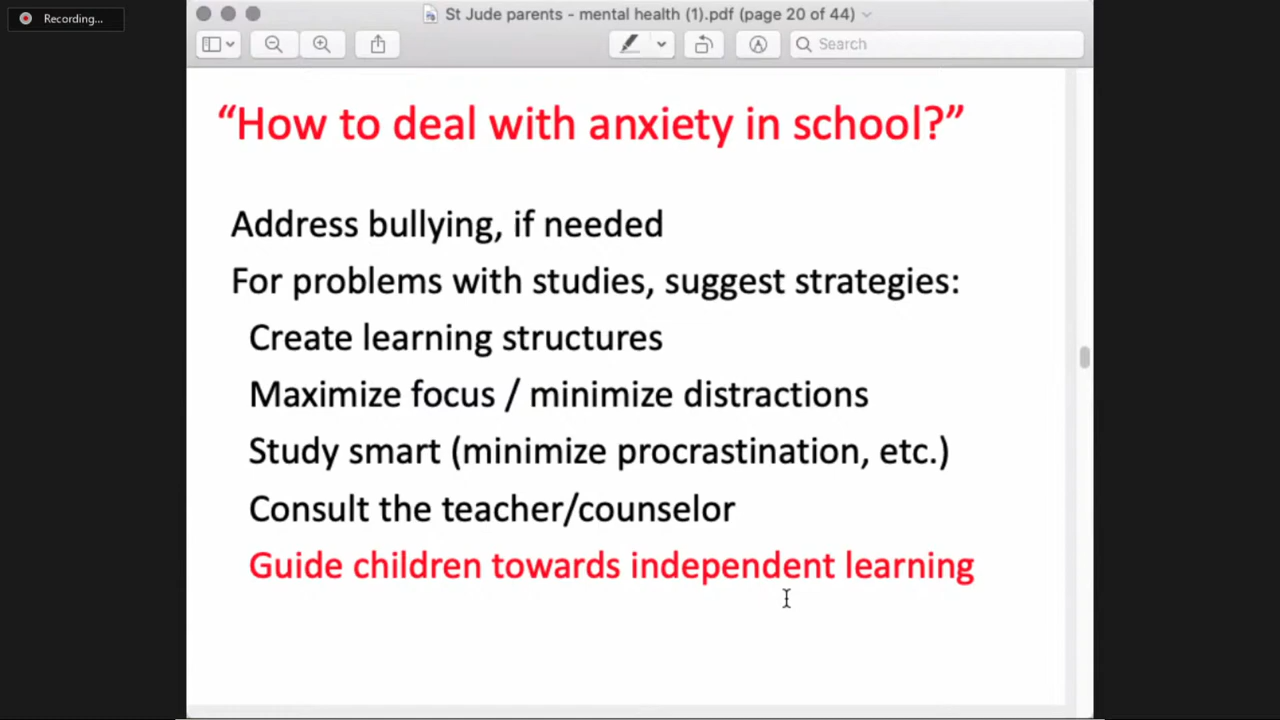 Recording...
St Jude parents - mental health (1).pdf (page 20 of 44)
Search
“How to deal with anxiety in school?”
Address bullying, if needed
For problems with studies, suggest strategies:
Create learning structures
Maximize focus / minimize distractions
Study smart (minimize procrastination, etc.)
Consult the teacher/counselor
Guide children towards independent learning